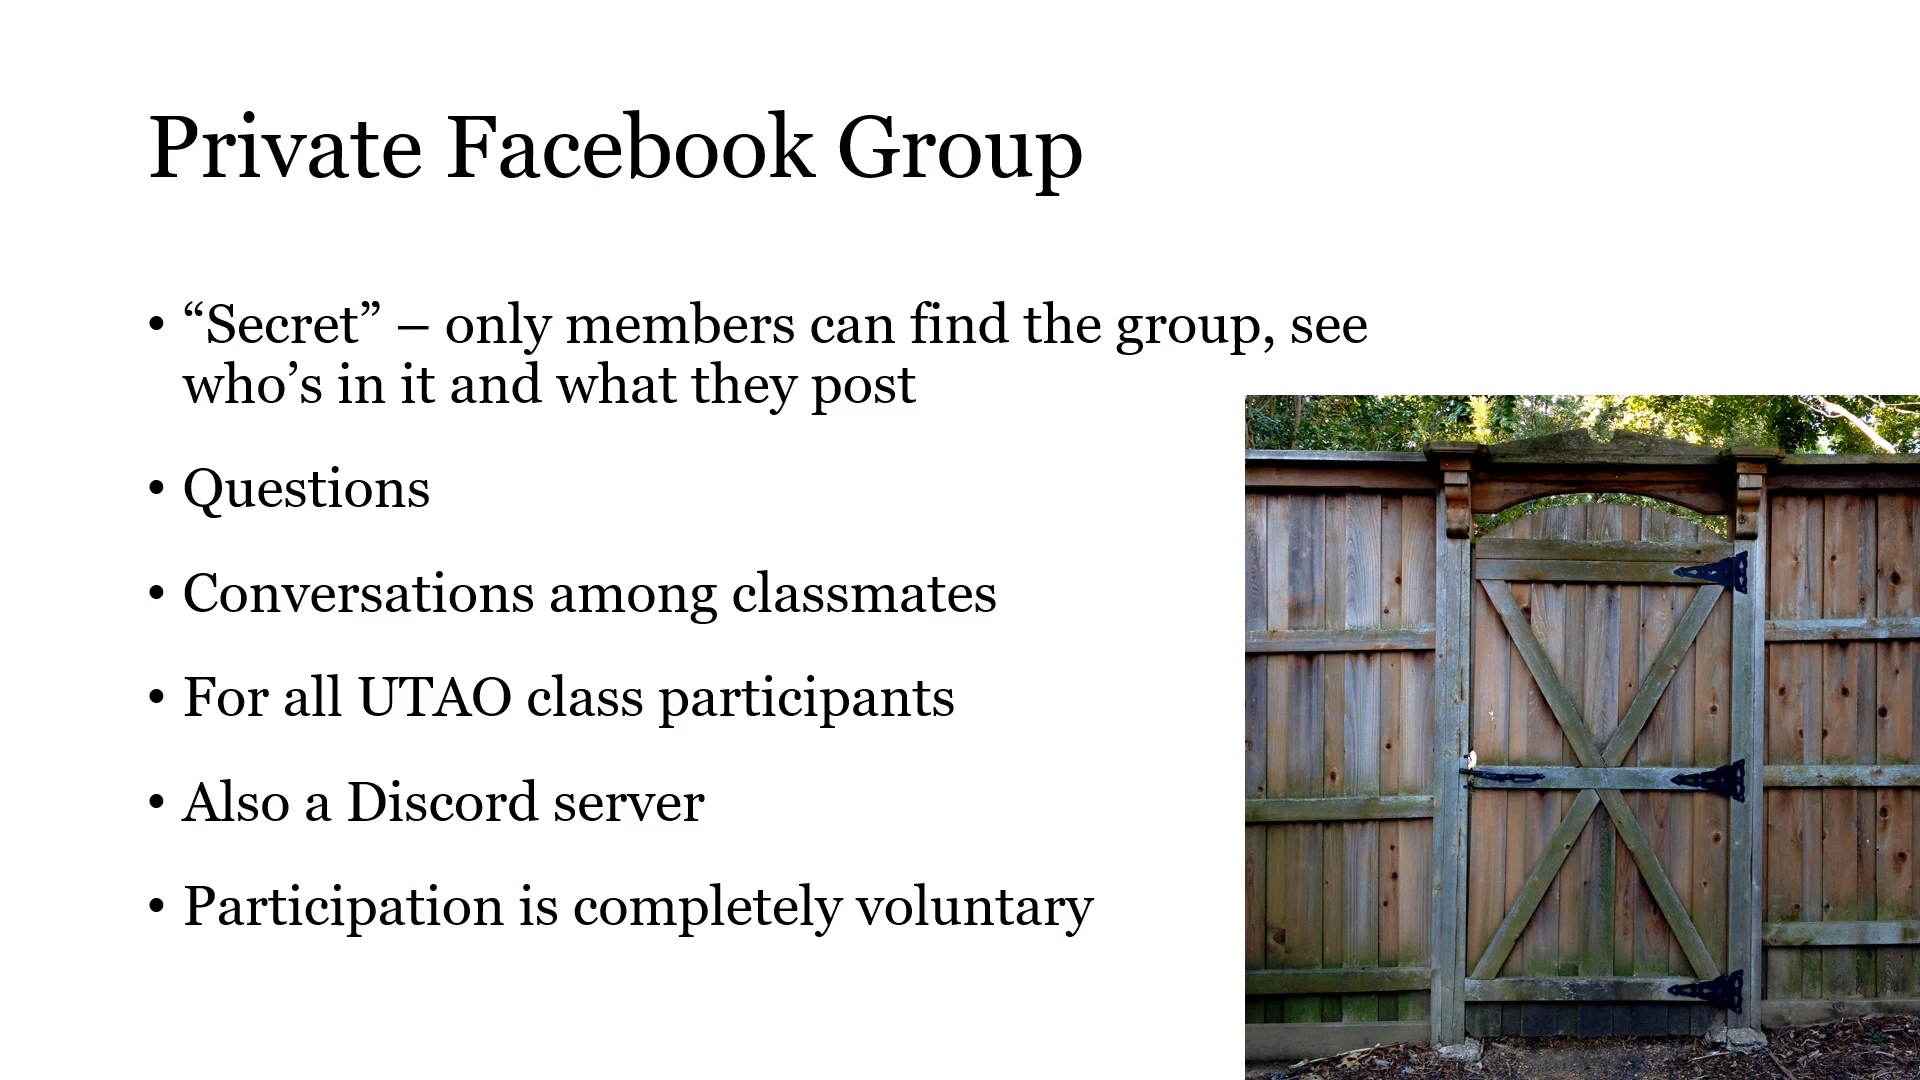 Private Facebook Group
• “Secret” – only members can find the group, see
who’s in it and what they post
• Questions
• Conversations among classmates
• For all UTAO class participants
• Also a Discord server
• Participation is completely voluntary